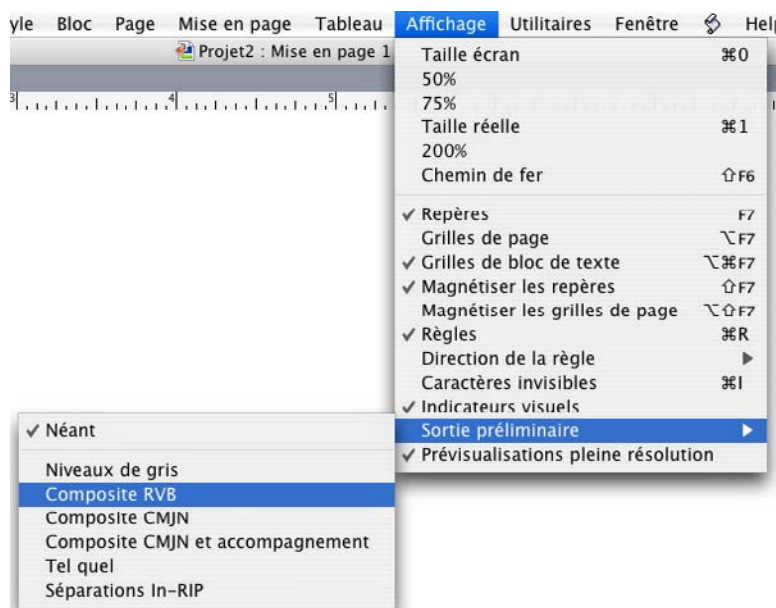 yle Bloc Page Mise en page Tableau Affichage Utilitaires Fenêtre Help
Projet2 : Mise en page 1
3 4 5
Taille écran ⌘0
50%
75%
Taille réelle ⌘1
200%
Chemin de fer ⇧F6
✓ Repères F7
Grilles de page ⌥F7
✓ Grilles de bloc de texte ⌥⌘F7
✓ Magnétiser les repères ⇧F7
Magnétiser les grilles de page ⌥⇧F7
✓ Règles ⌘R
Direction de la règle ▶
Caractères invisibles ⌘I
✓ Indicateurs visuels
Sortie préliminaire ▶
✓ Prévisualisations pleine résolution
✓ Néant
Niveaux de gris
Composite RVB
Composite CMJN
Composite CMJN et accompagnement
Tel quel
Séparations In-RIP